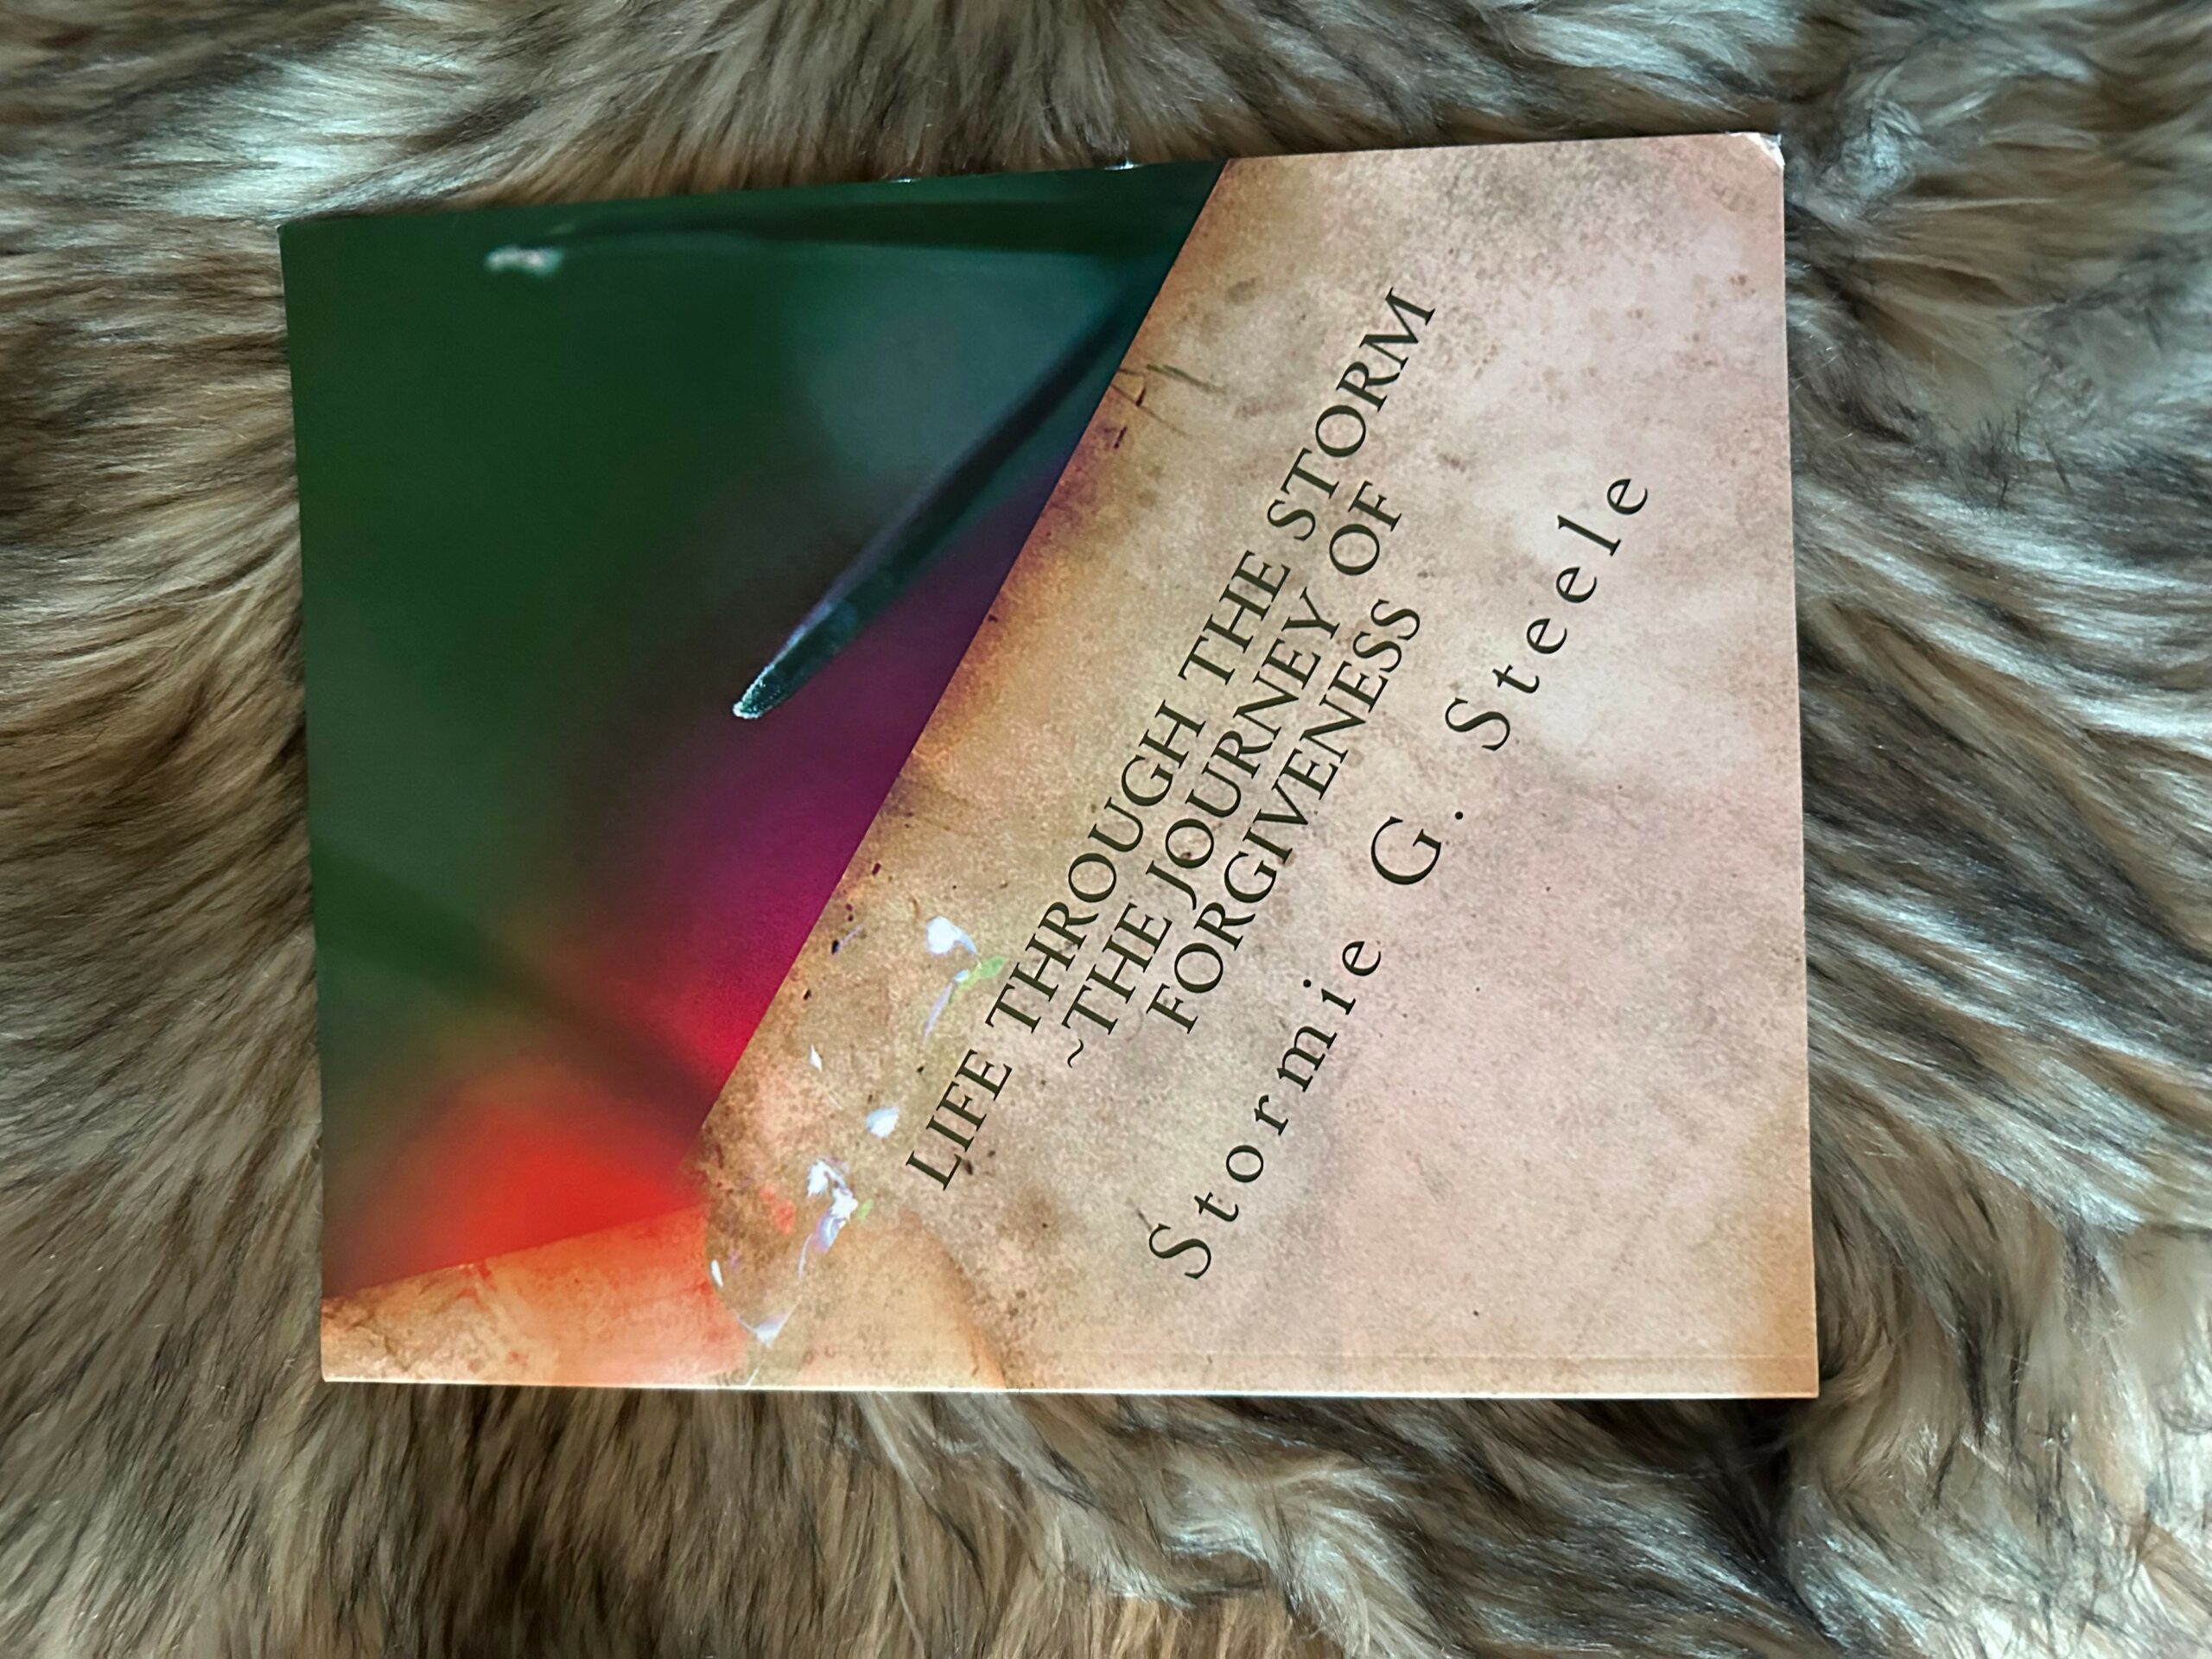 LIFE THROUGH THE STORM
~THE JOURNEY OF
FORGIVENESS
Stormie G. Steele